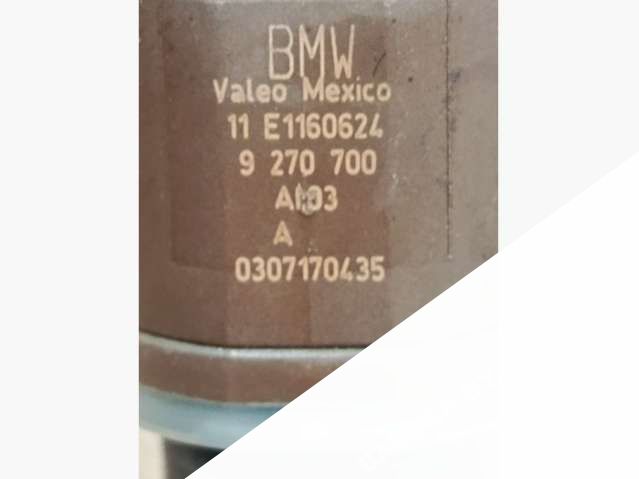 BMW
Valeo Mexico
11 E1160624
9 270 700
A
0307170435